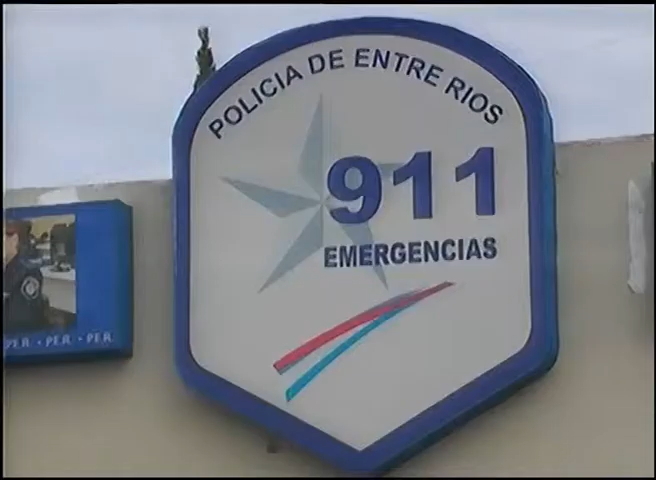 POLICIA DE ENTRE RIOS
911
EMERGENCIAS
P.E.R. - P.E.R. - P.E.R.